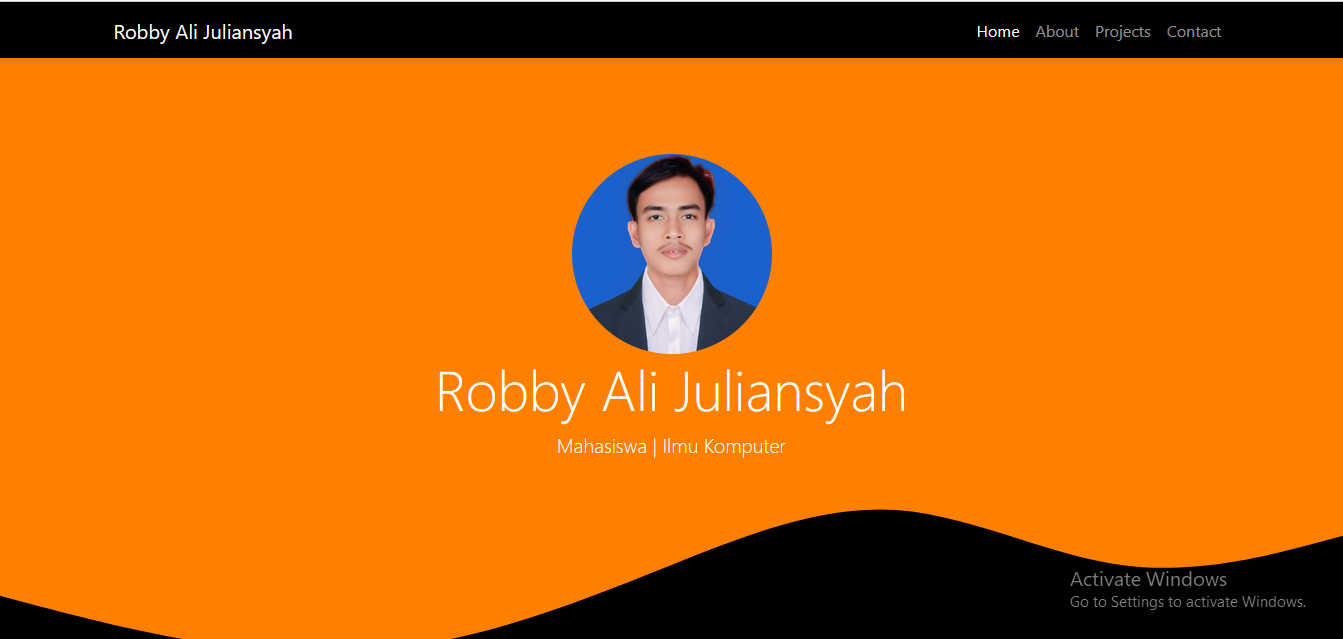 Robby Ali Juliansyah
Home About Projects Contact
Robby Ali Juliansyah
Mahasiswa | Ilmu Komputer
Activate Windows
Go to Settings to activate Windows.